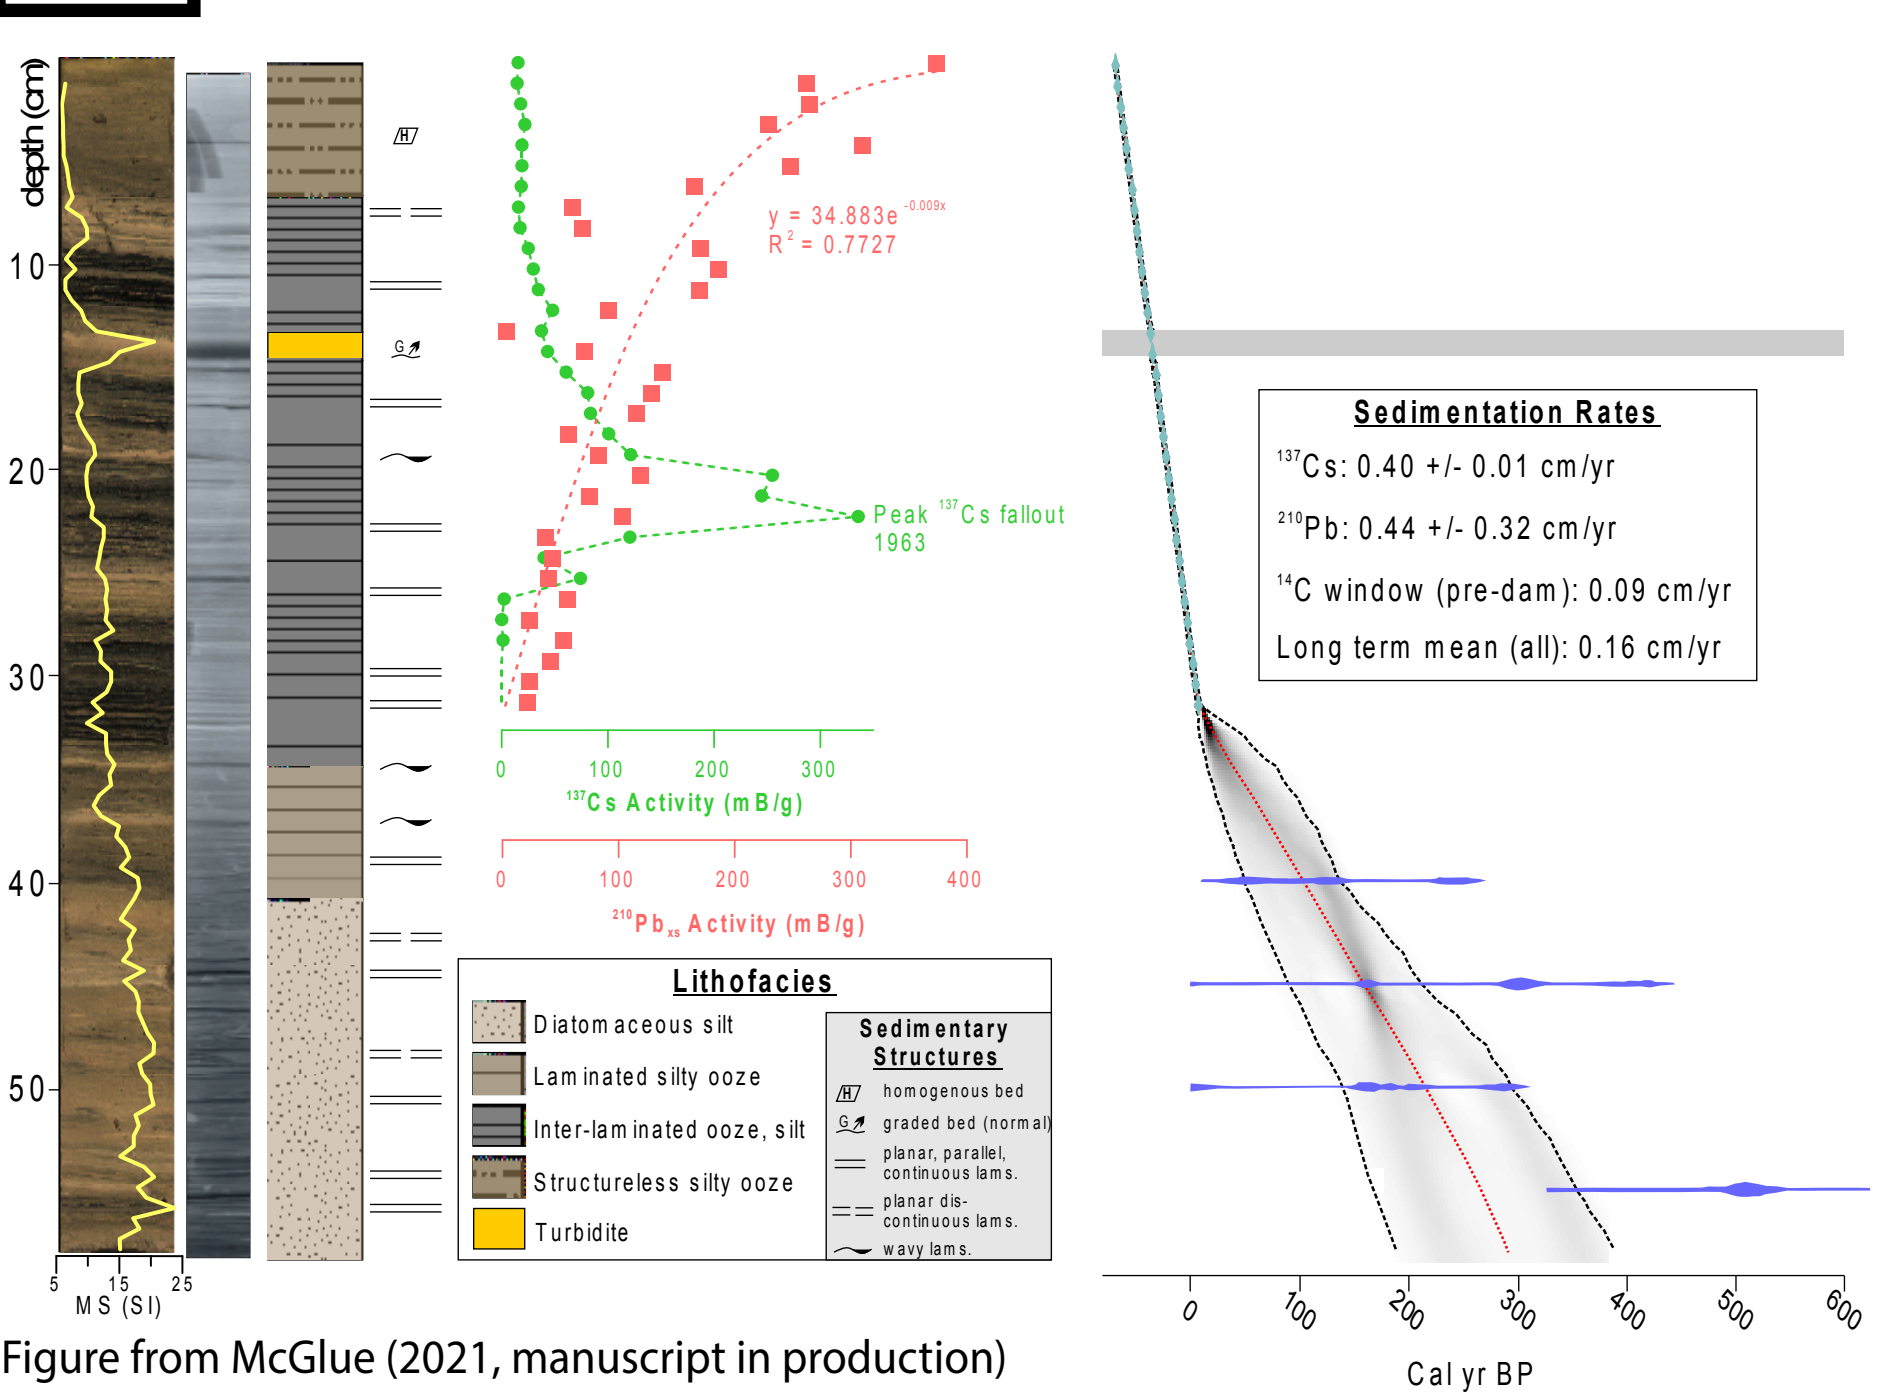 depth (cm)
10
20
30
40
50
5
15
25
MS (SI)
H
G
y = 34.883e^-0.009x
R² = 0.7727
Peak ¹³⁷Cs fallout
1963
0
100
200
300
¹³⁷Cs Activity (mB/g)
0
100
200
300
400
²¹⁰Pbₓₛ Activity (mB/g)
Lithofacies
Diatomaceous silt
Laminated silty ooze
Inter-laminated ooze, silt
Structureless silty ooze
Turbidite
Sedimentary
Structures
H
homogenous bed
G
graded bed (normal)
planar, parallel,
continuous lams.
planar dis-
continuous lams.
wavy lams.
Sedimentation Rates
¹³⁷Cs: 0.40 +/- 0.01 cm/yr
²¹⁰Pb: 0.44 +/- 0.32 cm/yr
¹⁴C window (pre-dam): 0.09 cm/yr
Long term mean (all): 0.16 cm/yr
0
100
200
300
400
500
600
Cal yr BP
Figure from McGlue (2021, manuscript in production)